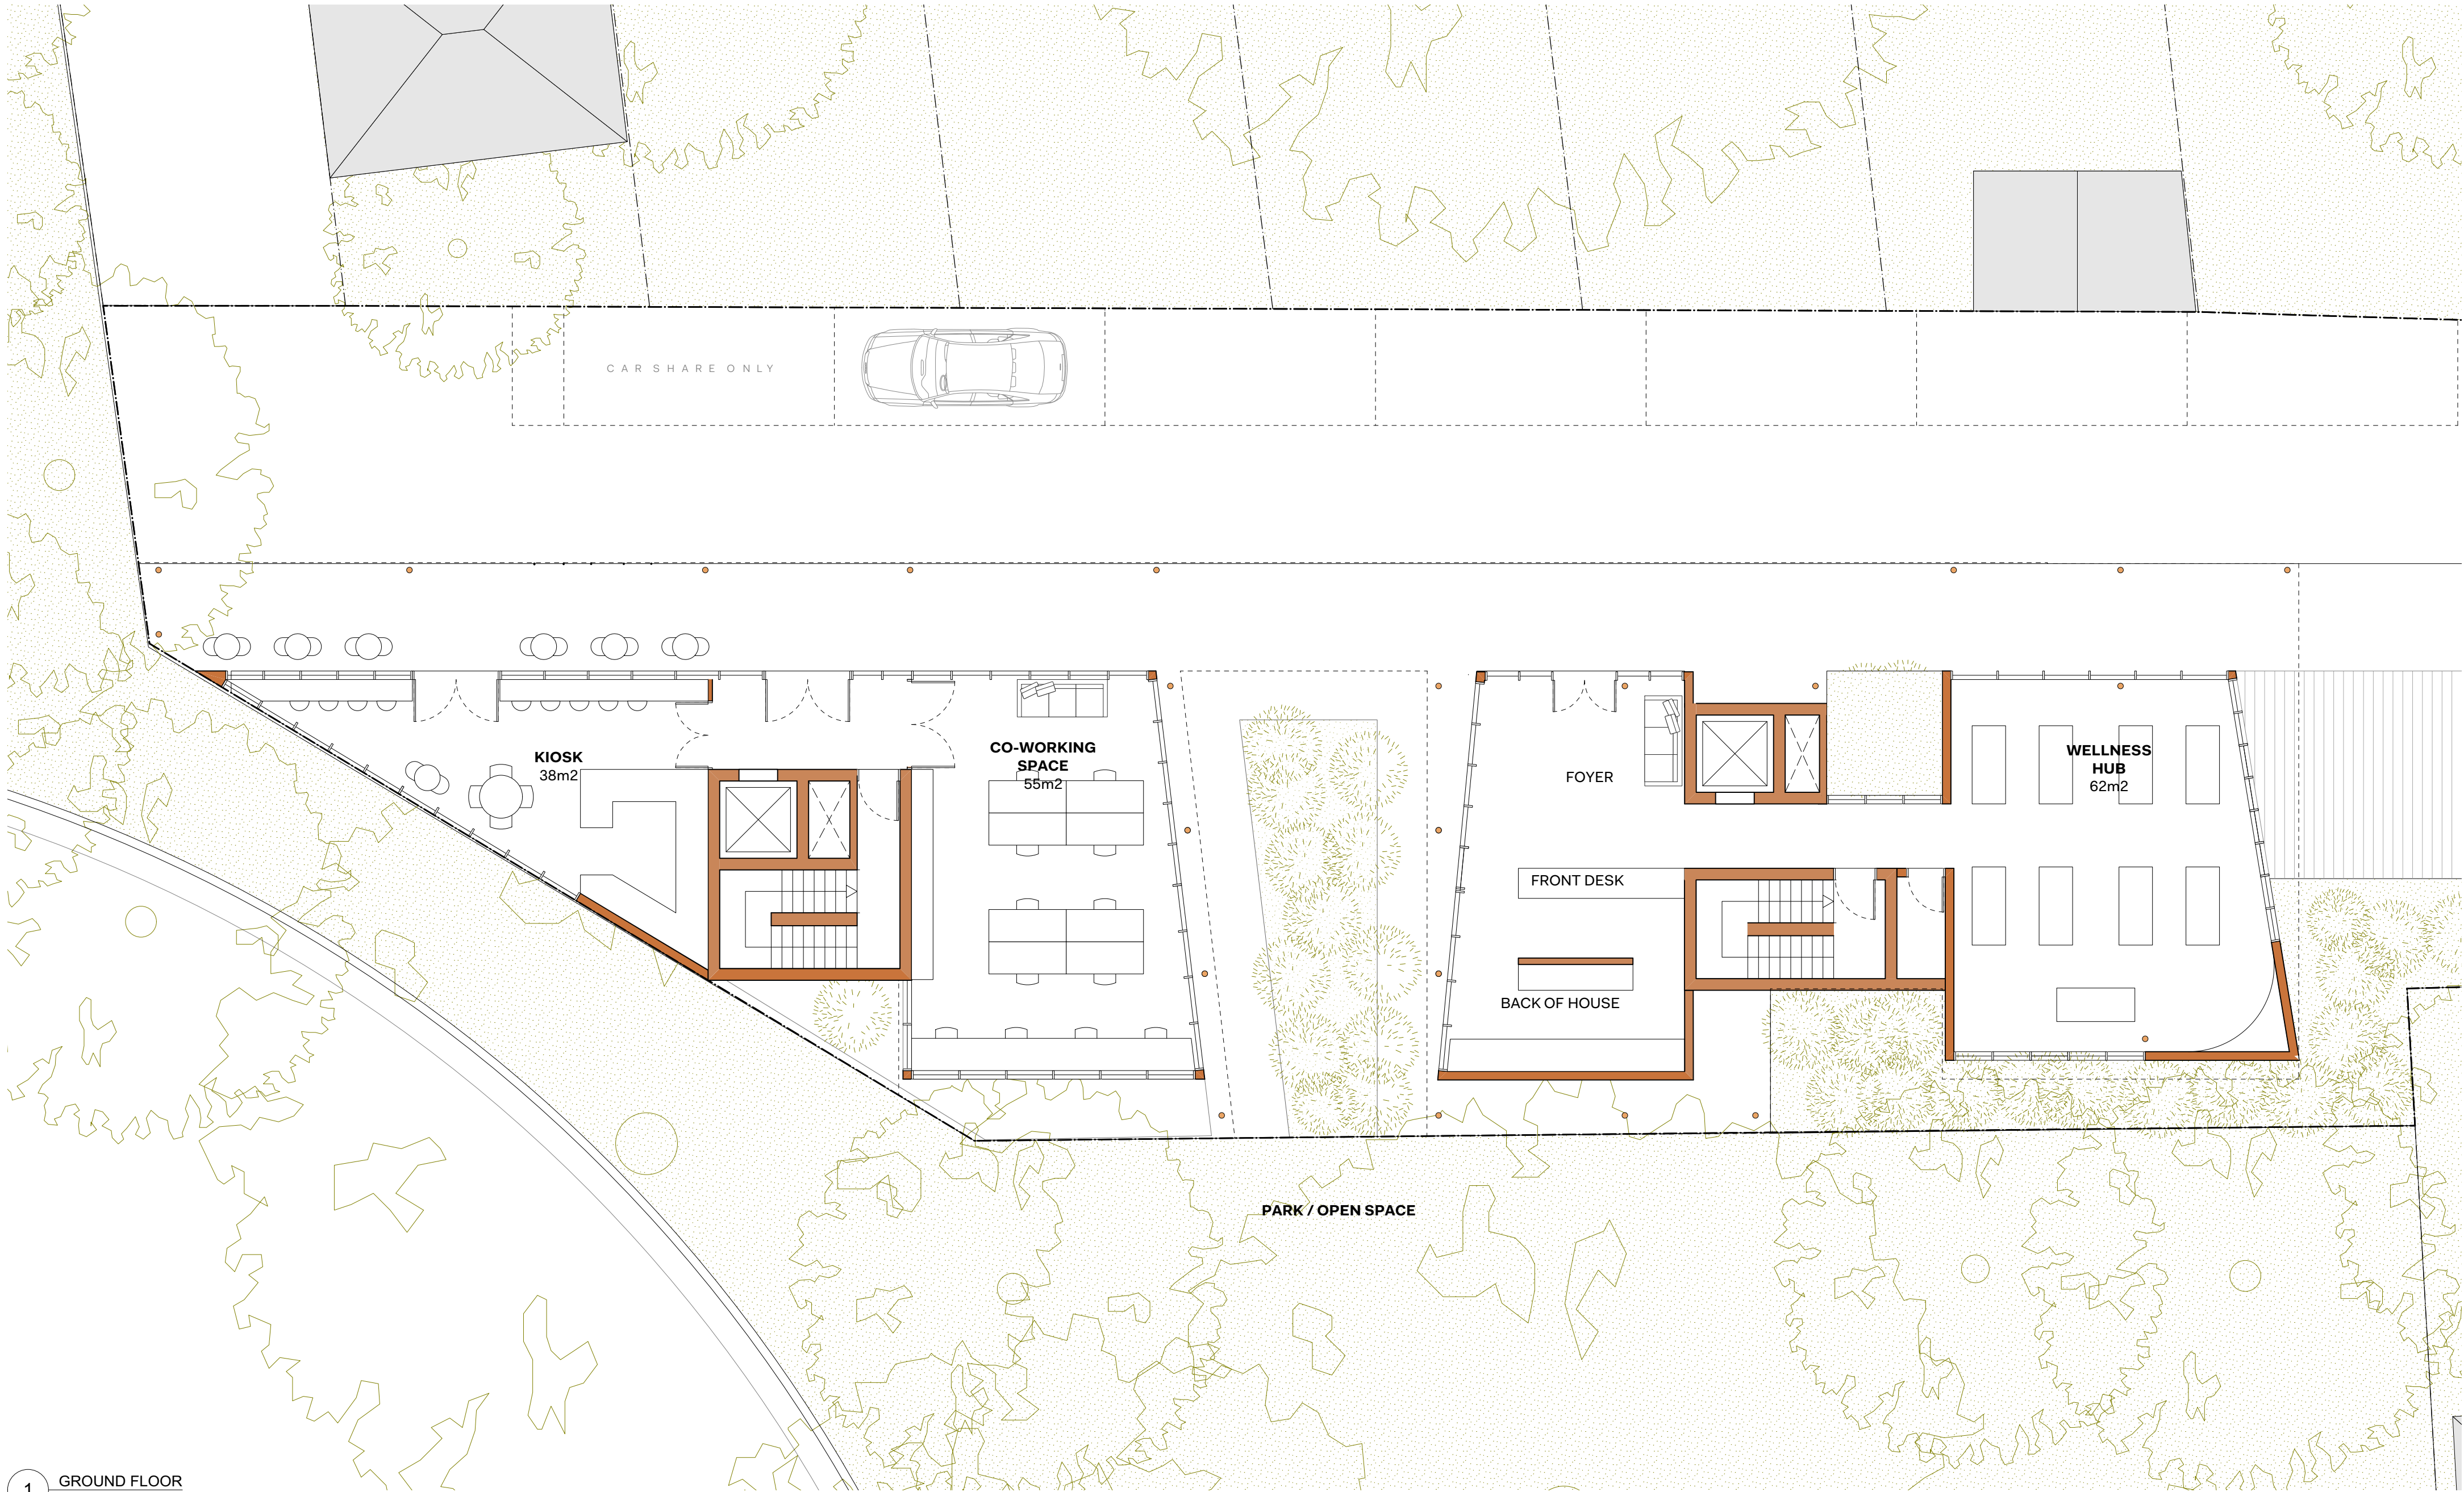 CAR SHARE ONLY
KIOSK
38m2
CO-WORKING
SPACE
55m2
FOYER
WELLNESS
HUB
62m2
FRONT DESK
BACK OF HOUSE
PARK / OPEN SPACE
1
GROUND FLOOR